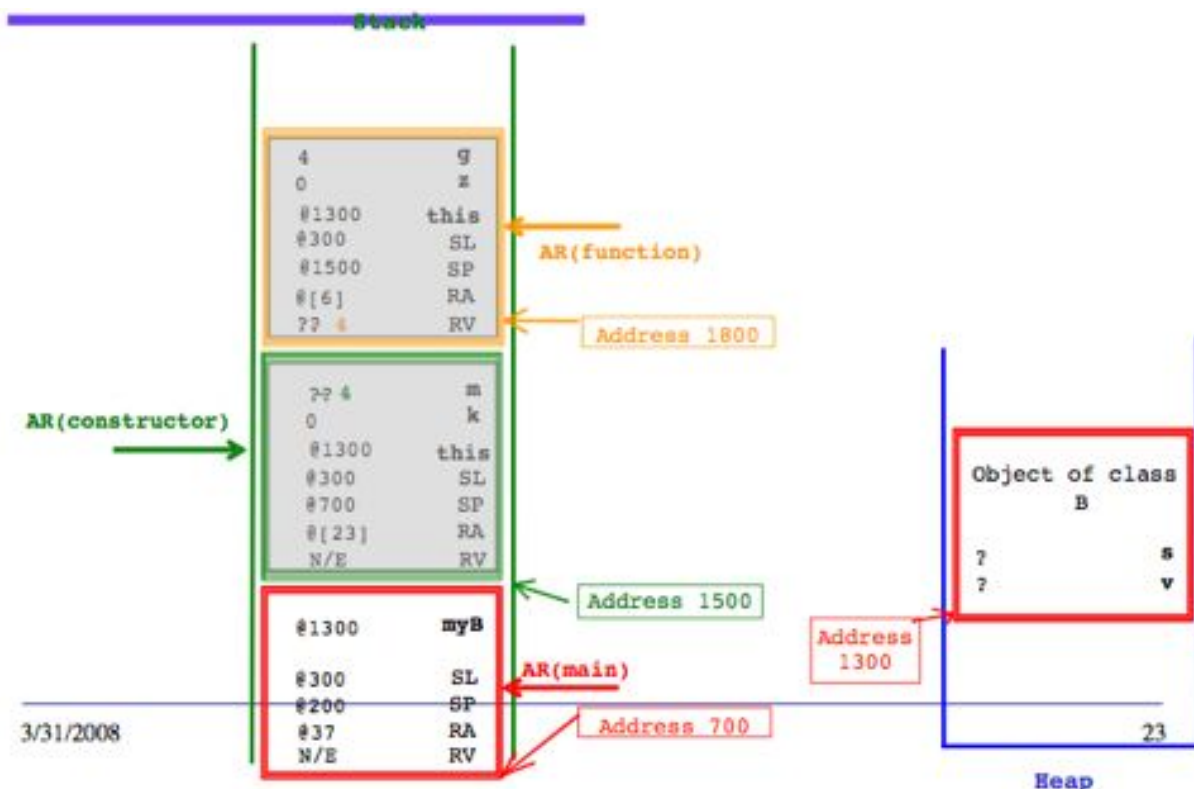 Stack
4 g
0 z
@1300 this
@300 SL
@1500 SP
@[6] RA
?? 4 RV
AR(function)
Address 1800
?? 4 m
0 k
@1300 this
@300 SL
@700 SP
@[23] RA
N/E RV
AR(constructor)
Address 1500
@1300 myB
@300 SL
@200 SP
@37 RA
N/E RV
AR(main)
Address 700
Object of class
B
? s
? v
Address
1300
Heap
3/31/2008
23